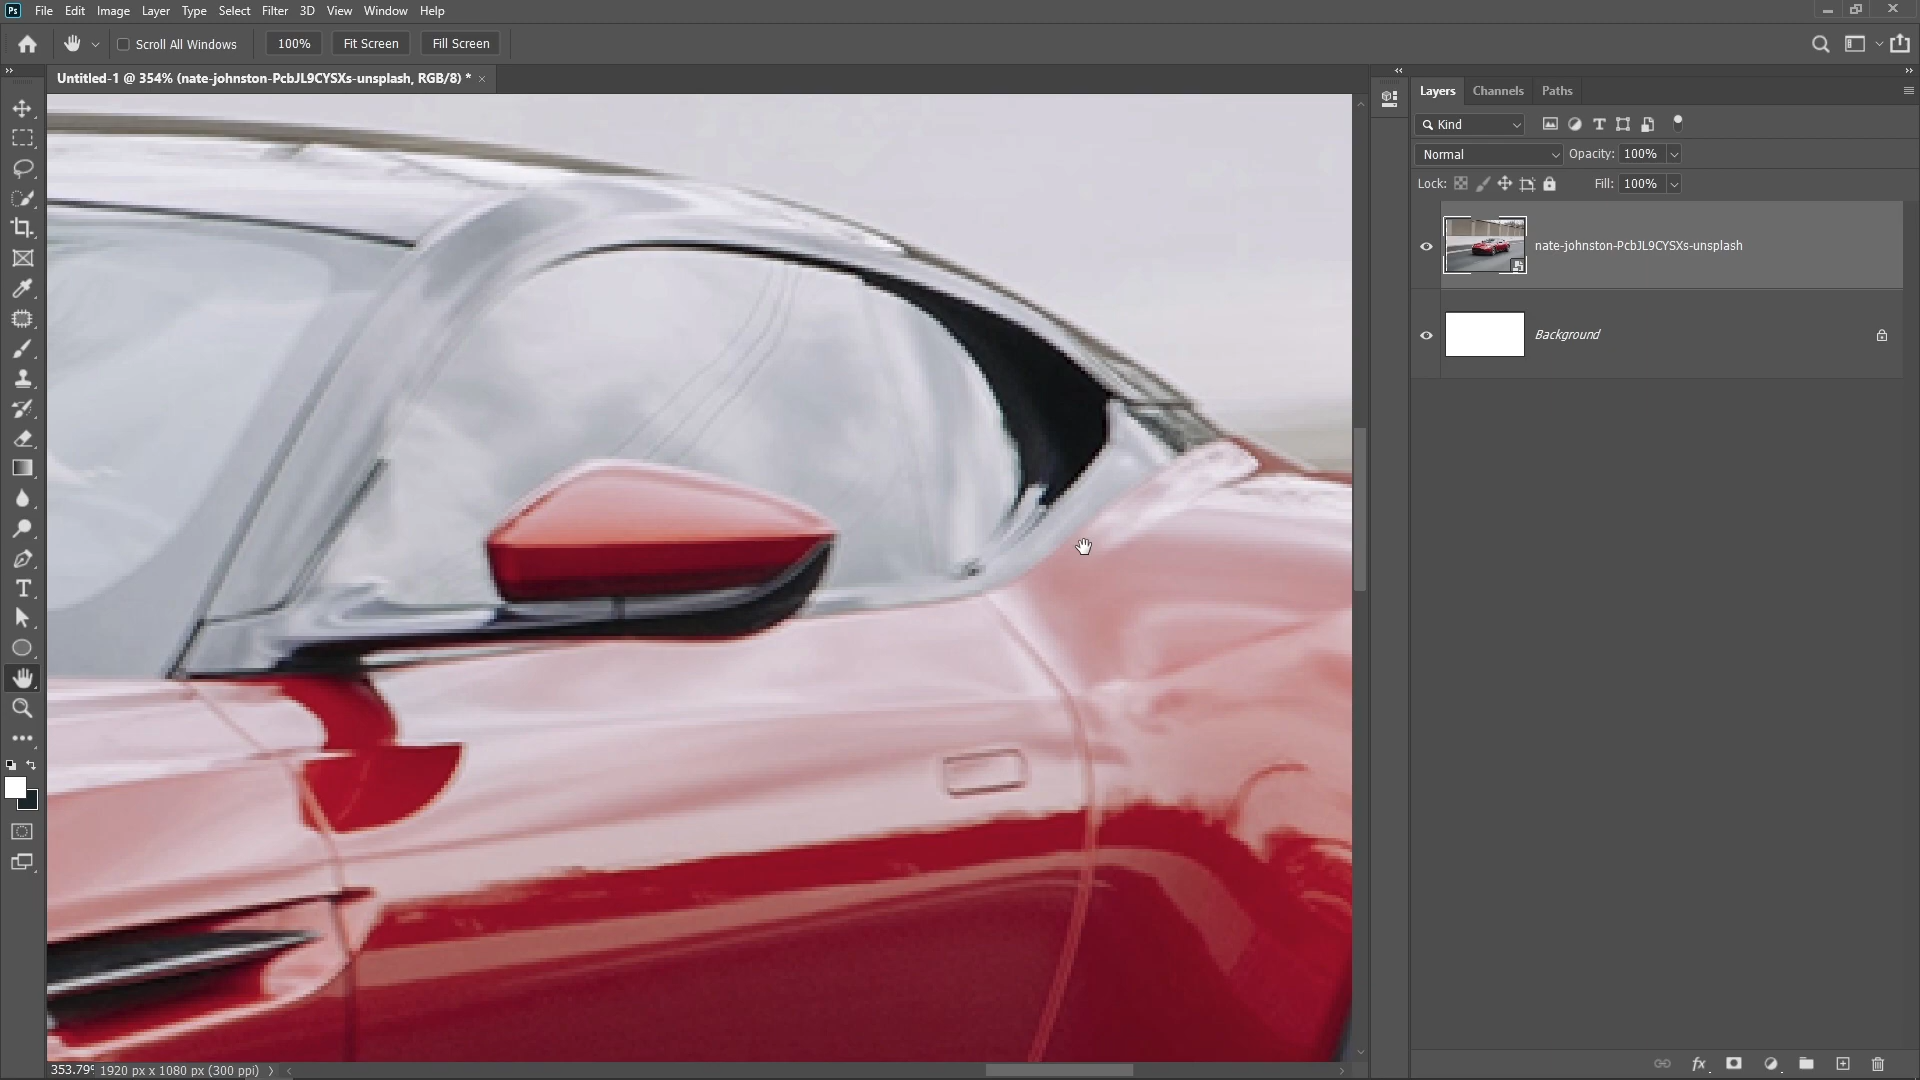 Ps File Edit Image Layer Type Select Filter 3D View Window Help
Scroll All Windows 100% Fit Screen Fill Screen
Untitled-1 @ 354% (nate-johnston-PcbJL9CYSXs-unsplash, RGB/8) * ×
Layers Channels Paths
Kind
Normal Opacity: 100%
Lock: Fill: 100%
nate-johnston-PcbJL9CYSXs-unsplash
Background
353.79% 1920 px x 1080 px (300 ppi)